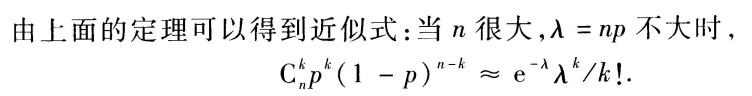 由上面的定理可以得到近似式:当 n 很大,λ = np 不大时,
C_n^k p^k (1 - p)^{n-k} ≈ e^{-λ} λ^k/k!.